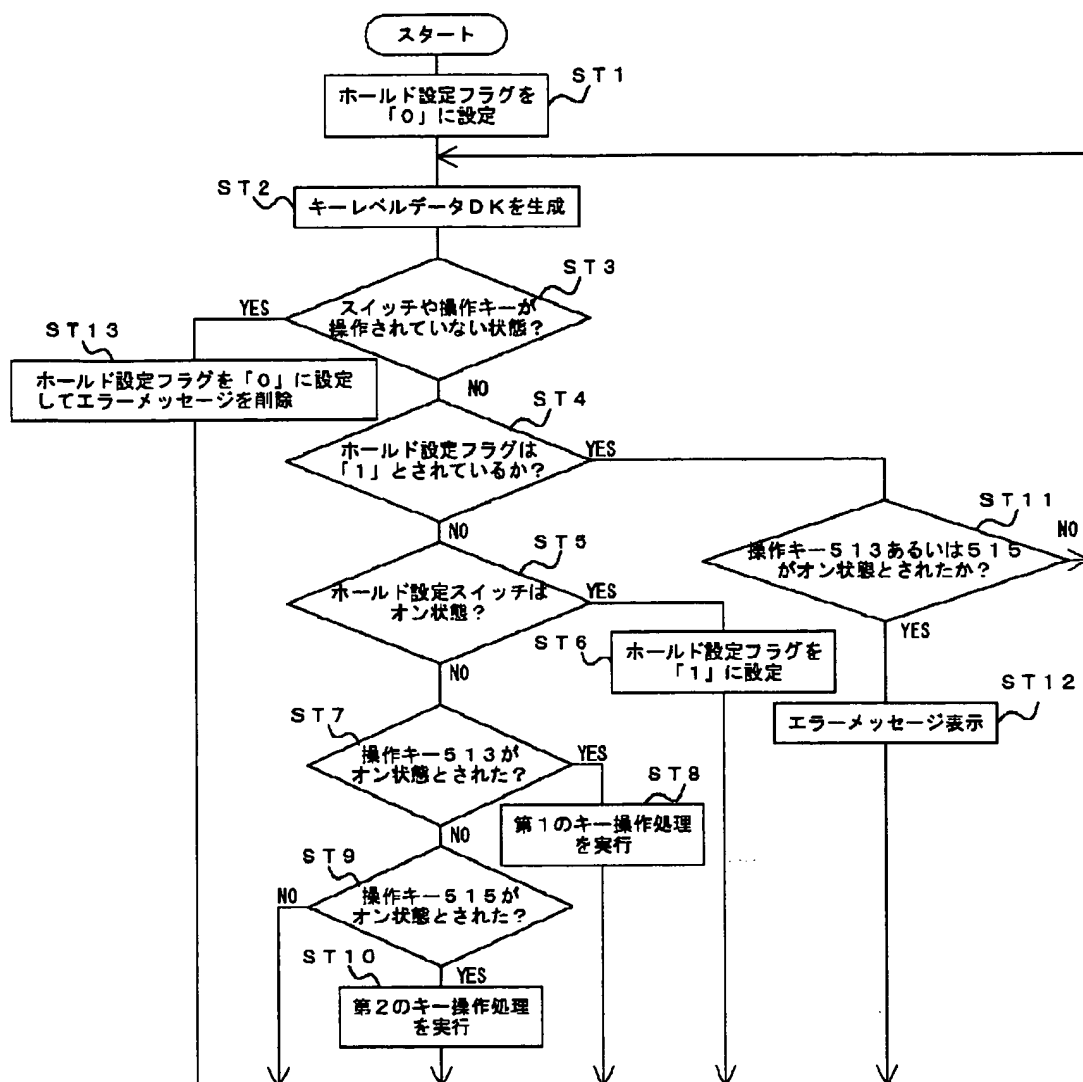 スタート
ST1
ホールド設定フラグを
「0」に設定
ST2
キーレベルデータDKを生成
ST3
スイッチや操作キーが
操作されていない状態?
YES
NO
ST13
ホールド設定フラグを「0」に設定
してエラーメッセージを削除
ST4
ホールド設定フラグは
「1」とされているか?
YES
NO
ST11
操作キー513あるいは515
がオン状態とされたか?
NO
YES
ST5
ホールド設定スイッチは
オン状態?
YES
NO
ST6
ホールド設定フラグを
「1」に設定
ST12
エラーメッセージ表示
ST7
操作キー513が
オン状態とされた?
YES
NO
ST8
第1のキー操作処理
を実行
ST9
操作キー515が
オン状態とされた?
NO
YES
ST10
第2のキー操作処理
を実行